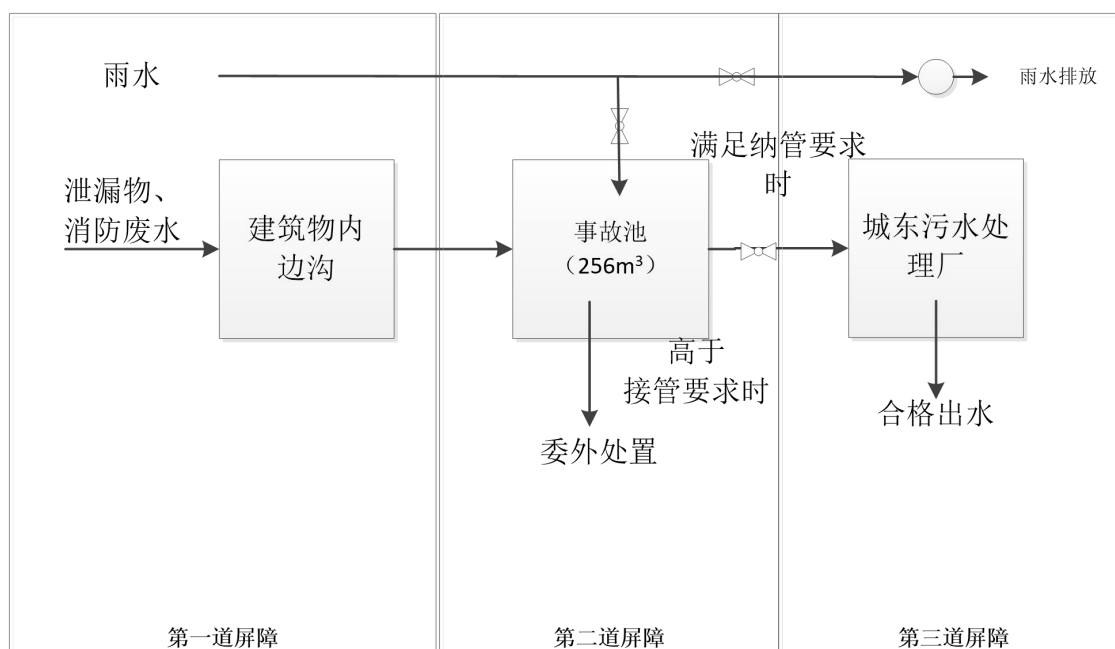 雨水
雨水排放
满足纳管要求
时
泄漏物、
消防废水
建筑物内
边沟
事故池
（256m³）
城东污水处
理厂
高于
接管要求时
委外处置
合格出水
第一道屏障
第二道屏障
第三道屏障